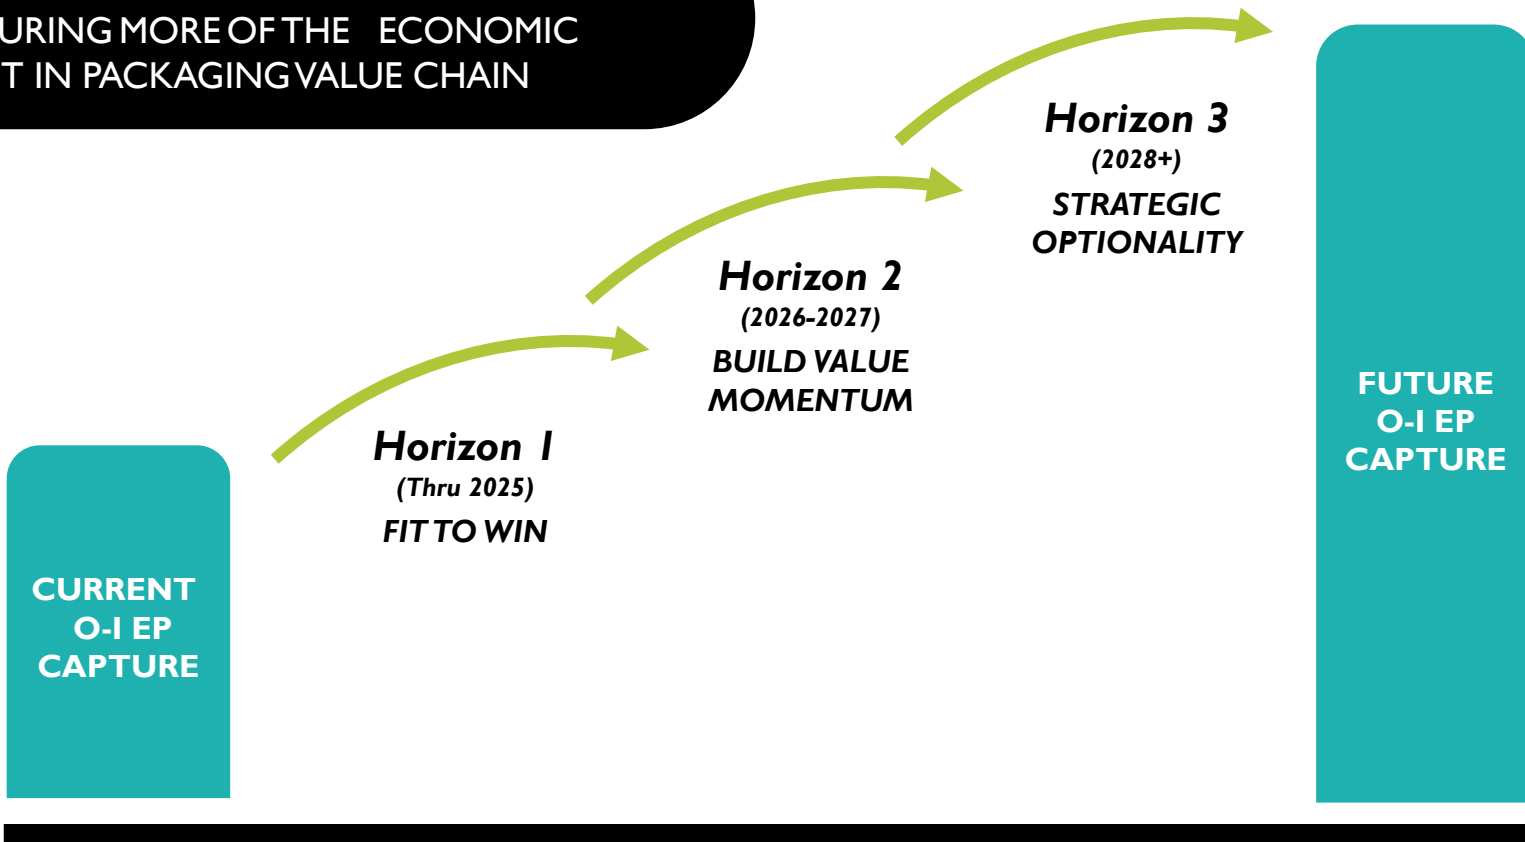 URING MORE OF THE ECONOMIC
T IN PACKAGING VALUE CHAIN
Horizon 3
(2028+)
STRATEGIC
OPTIONALITY
Horizon 2
(2026-2027)
BUILD VALUE
MOMENTUM
Horizon 1
(Thru 2025)
FIT TO WIN
CURRENT
O-I EP
CAPTURE
FUTURE
O-I EP
CAPTURE